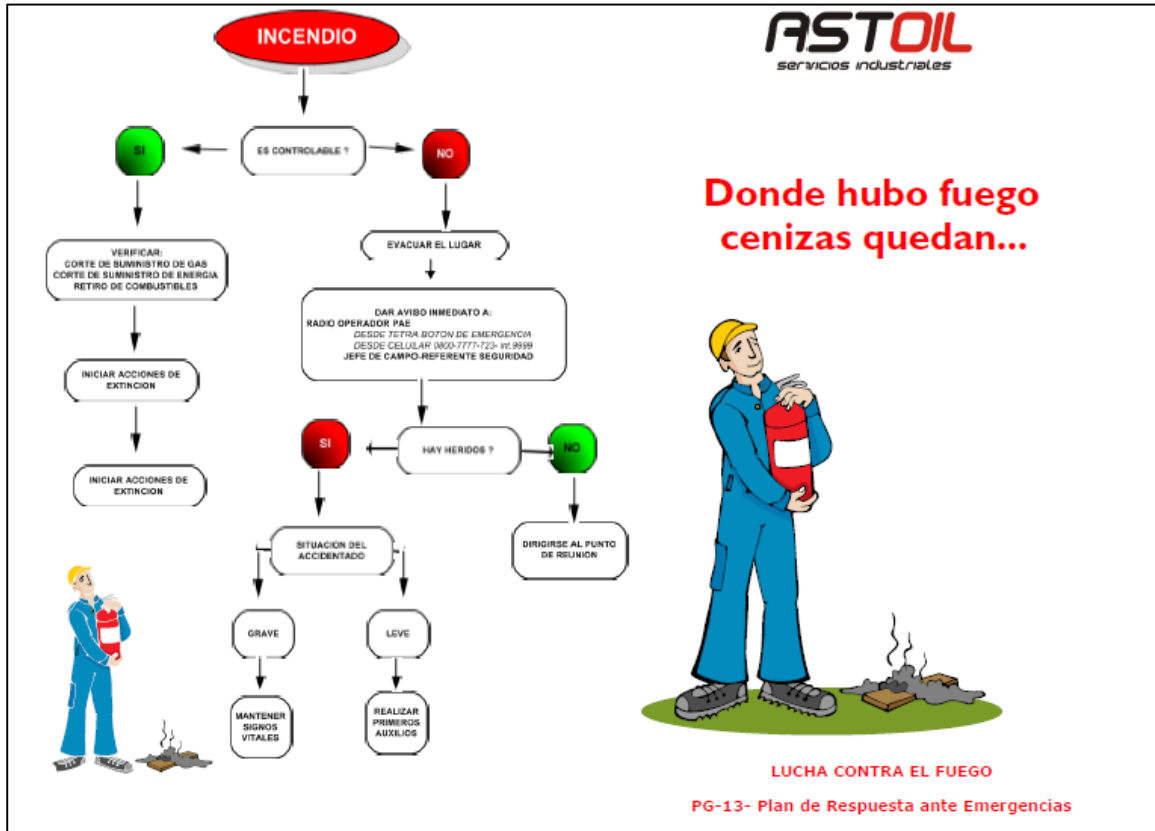 INCENDIO
ES CONTROLABLE ?
SI
NO
VERIFICAR:
CORTE DE SUMINISTRO DE GAS
CORTE DE SUMINISTRO DE ENERGIA
RETIRO DE COMBUSTIBLES
INICIAR ACCIONES DE
EXTINCION
INICIAR ACCIONES DE
EXTINCION
EVACUAR EL LUGAR
DAR AVISO INMEDIATO A:
RADIO OPERADOR PAE
DESDE TETRA BOTON DE EMERGENCIA
DESDE CELULAR 0800-7777-723- int.9999
JEFE DE CAMPO-REFERENTE SEGURIDAD
HAY HERIDOS ?
SI
NO
SITUACION DEL
ACCIDENTADO
DIRIGIRSE AL PUNTO
DE REUNION
GRAVE
LEVE
MANTENER
SIGNOS
VITALES
REALIZAR
PRIMEROS
AUXILIOS
ASTOIL
servicios industriales
Donde hubo fuego
cenizas quedan...
LUCHA CONTRA EL FUEGO
PG-13- Plan de Respuesta ante Emergencias